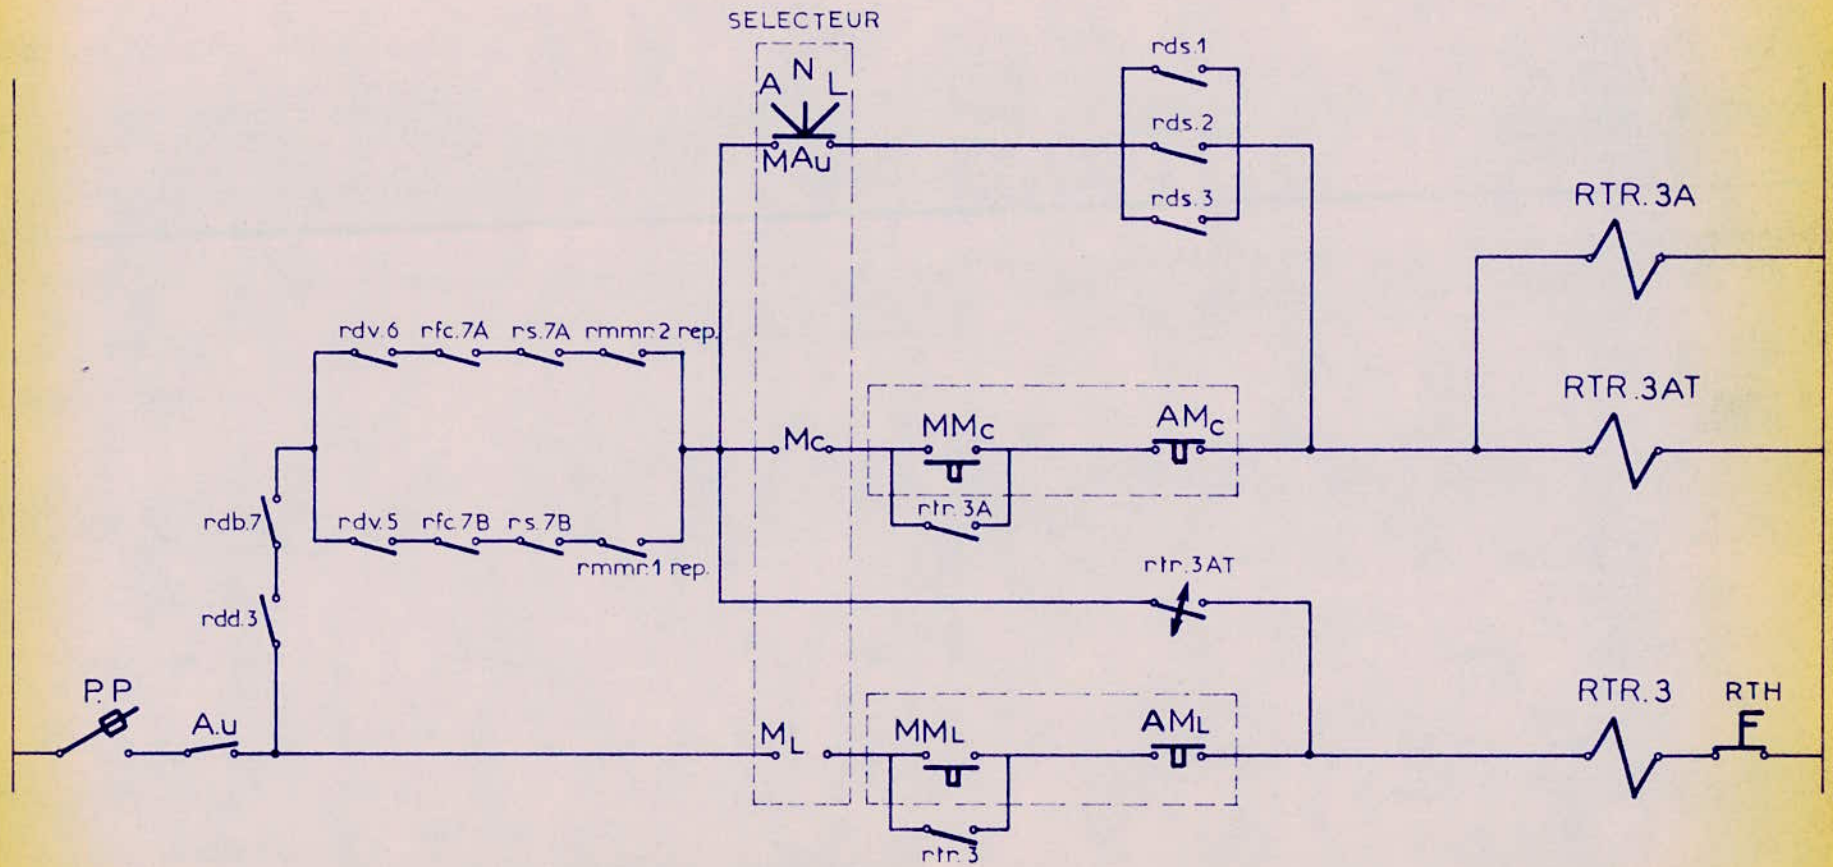 SELECTEUR
A N L
MAu
rds.1
rds.2
rds.3
RTR.3A
rdv.6 rfc.7A rs.7A rmmr.2 rep.
RTR.3AT
Mc
MMc
AMc
rtr.3A
rdb.7
rdv.5 rfc.7B rs.7B rmmr.1 rep.
rtr.3AT
rdd.3
P.P
A.u
ML
MML
AML
RTR.3
RTH
rtr.3